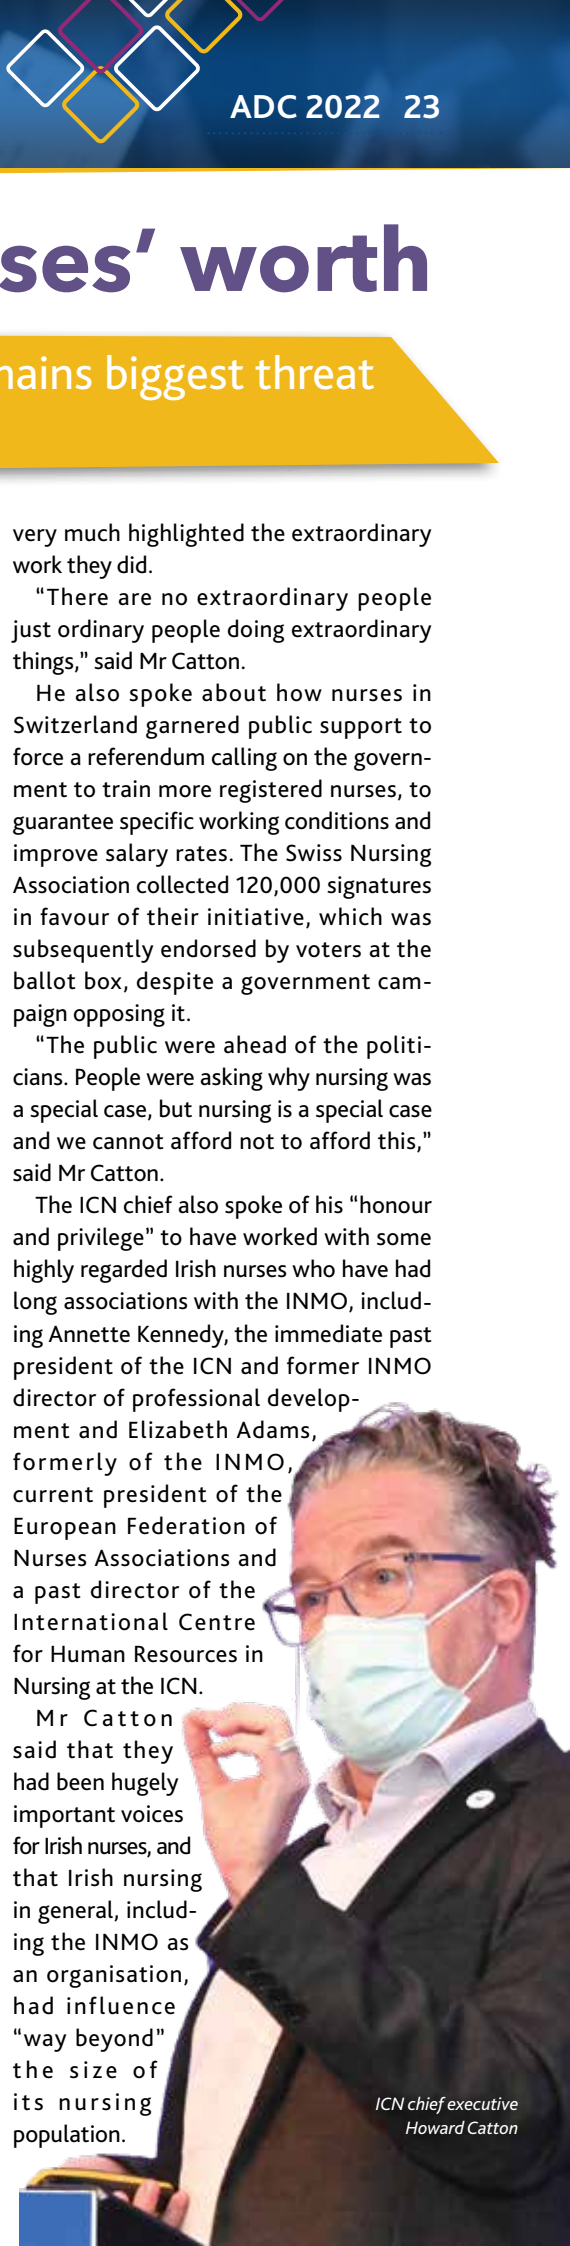 ADC 2022 23
ses’ worth
mains biggest threat
very much highlighted the extraordinary
work they did.
“There are no extraordinary people
just ordinary people doing extraordinary
things,” said Mr Catton.
He also spoke about how nurses in
Switzerland garnered public support to
force a referendum calling on the govern-
ment to train more registered nurses, to
guarantee specific working conditions and
improve salary rates. The Swiss Nursing
Association collected 120,000 signatures
in favour of their initiative, which was
subsequently endorsed by voters at the
ballot box, despite a government cam-
paign opposing it.
“The public were ahead of the politi-
cians. People were asking why nursing was
a special case, but nursing is a special case
and we cannot afford not to afford this,”
said Mr Catton.
The ICN chief also spoke of his “honour
and privilege” to have worked with some
highly regarded Irish nurses who have had
long associations with the INMO, includ-
ing Annette Kennedy, the immediate past
president of the ICN and former INMO
director of professional develop-
ment and Elizabeth Adams,
formerly of the INMO,
current president of the
European Federation of
Nurses Associations and
a past director of the
International Centre
for Human Resources in
Nursing at the ICN.
Mr Catton
said that they
had been hugely
important voices
for Irish nurses, and
that Irish nursing
in general, includ-
ing the INMO as
an organisation,
had influence
“way beyond”
the size of
its nursing
population.
ICN chief executive
Howard Catton